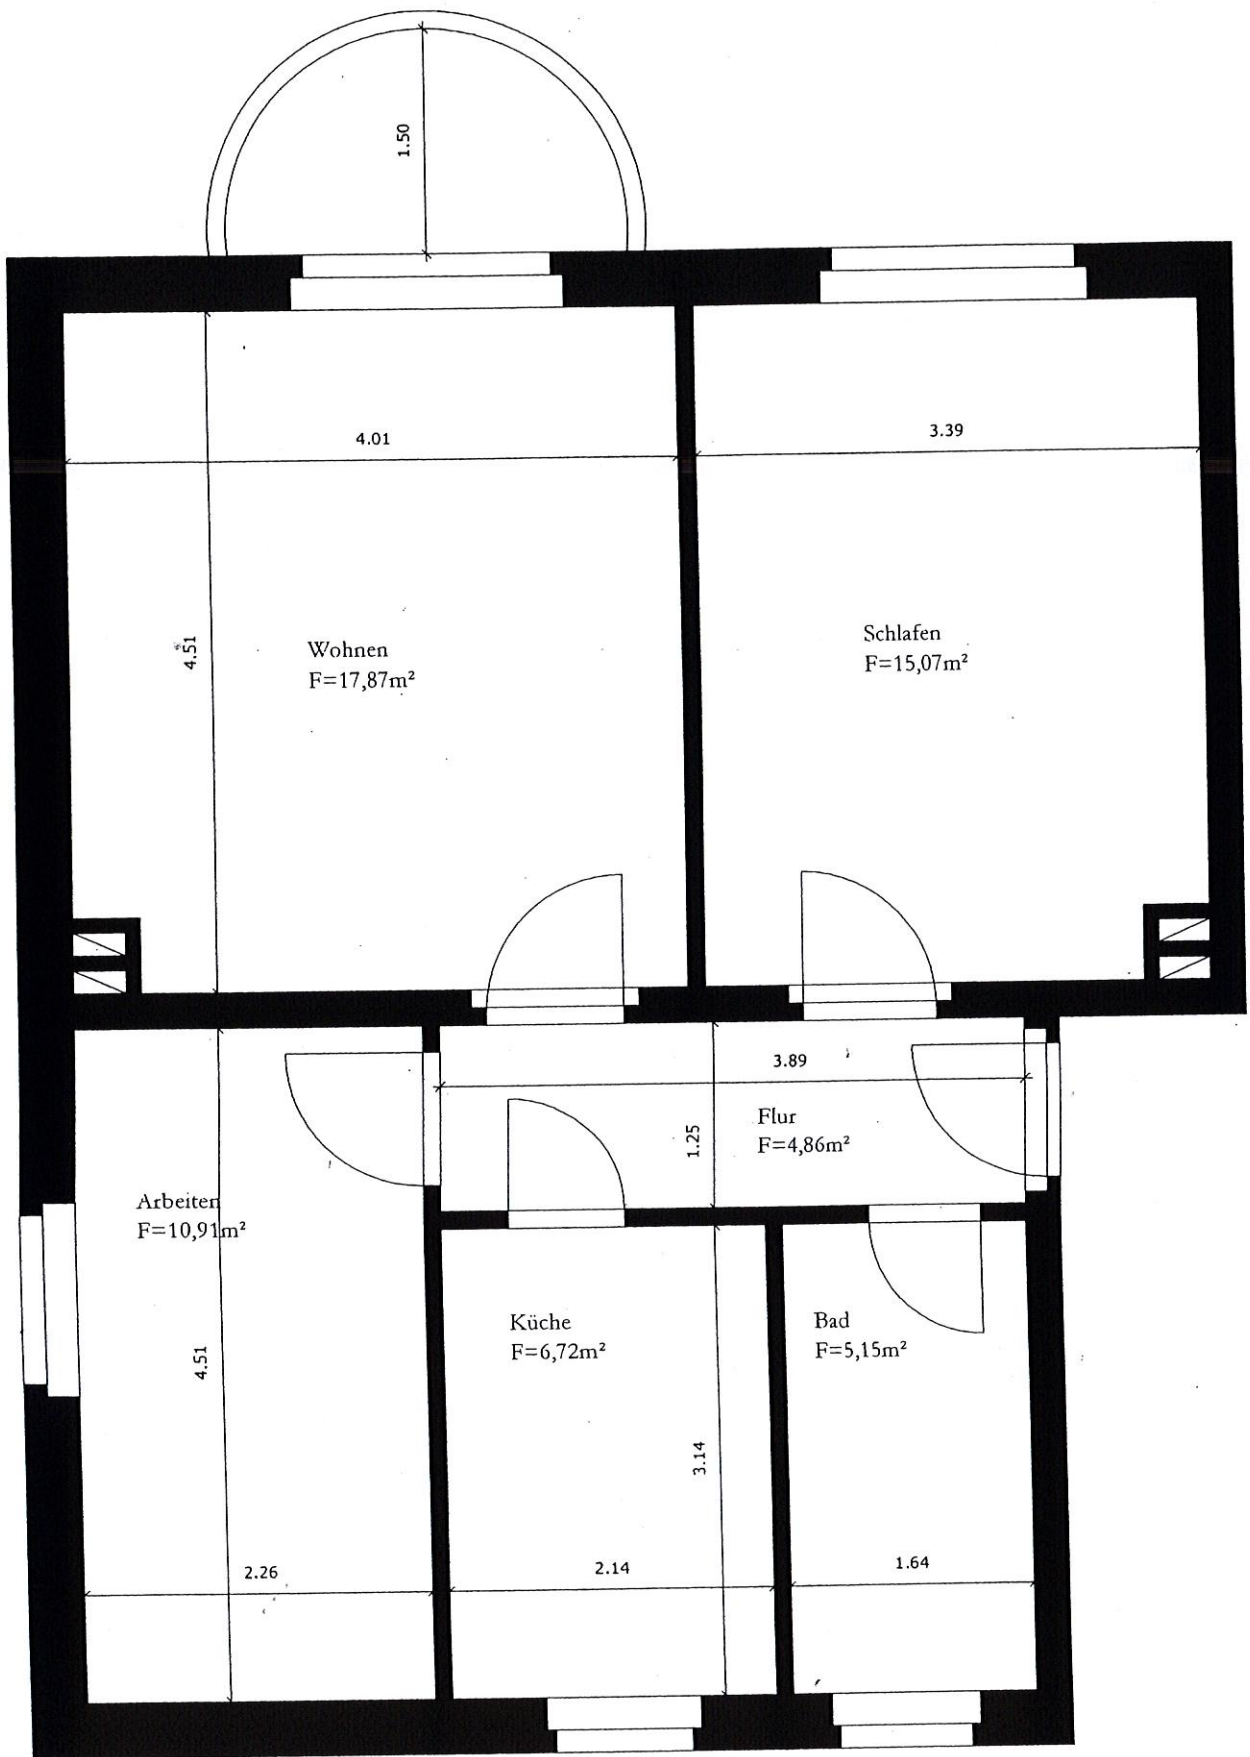 1.50
4.01
3.39
4.51
Wohnen
F=17,87m²
Schlafen
F=15,07m²
3.89
1.25
Flur
F=4,86m²
Arbeiten
F=10,91m²
4.51
Küche
F=6,72m²
Bad
F=5,15m²
3.14
2.26
2.14
1.64